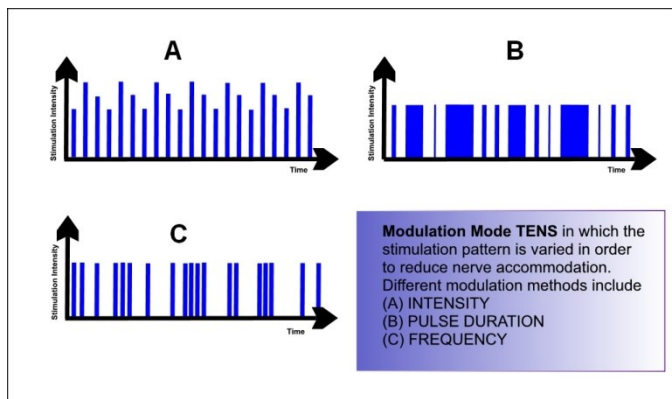 A
Stimulation Intensity
Time
B
Stimulation Intensity
Time
C
Stimulation Intensity
Time
Modulation Mode TENS in which the
stimulation pattern is varied in order
to reduce nerve accommodation.
Different modulation methods include
(A) INTENSITY
(B) PULSE DURATION
(C) FREQUENCY